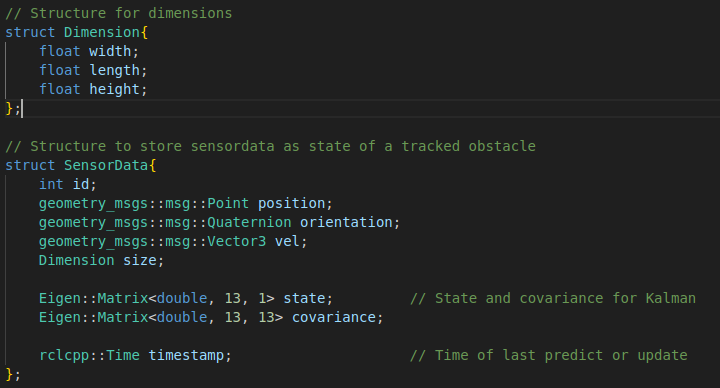 // Structure for dimensions
struct Dimension{
    float width;
    float length;
    float height;
};
// Structure to store sensordata as state of a tracked obstacle
struct SensorData{
    int id;
    geometry_msgs::msg::Point position;
    geometry_msgs::msg::Quaternion orientation;
    geometry_msgs::msg::Vector3 vel;
    Dimension size;
    Eigen::Matrix<double, 13, 1> state;         // State and covariance for Kalman
    Eigen::Matrix<double, 13, 13> covariance;
    rclcpp::Time timestamp;                     // Time of last predict or update
};